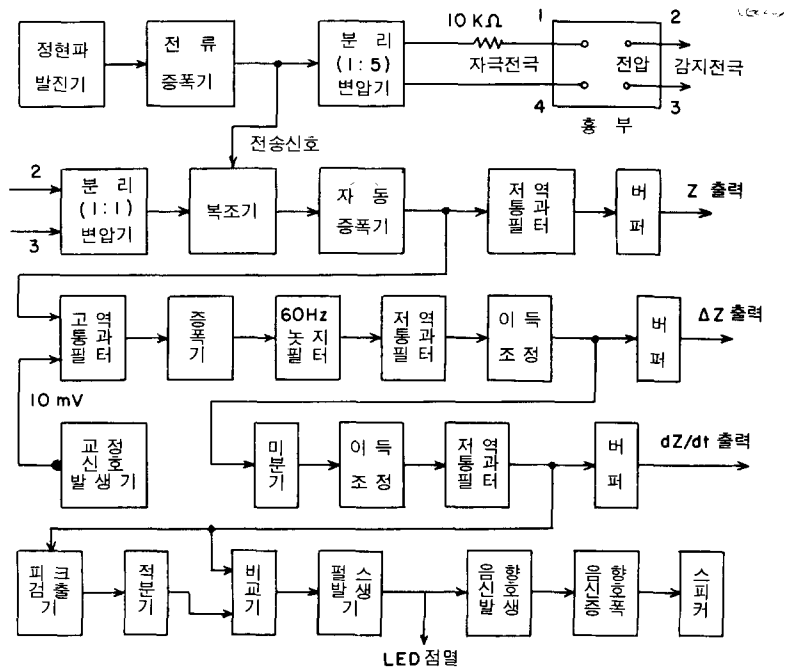 정현파
발진기
전 류
증폭기
분 리
(1:5)
변압기
10 KΩ
자극전극
1
2
전압
감지전극
4
3
흉 부
전송신호
2
3
분 리
(1:1)
변압기
복조기
자 동
증폭기
저 역
통 과
필 터
버
퍼
Z 출력
고 역
통 과
필 터
증
폭
기
60Hz
놋 지
필 터
저 역
통 과
필 터
이 득
조 정
버
퍼
ΔZ 출력
10 mV
교 정
신 호
발 생 기
미
분
기
이 득
조 정
저 역
통 과
필 터
버
퍼
dZ/dt 출력
피 크
검 출
기
적
분
기
비
교
기
펄 스
발 생
기
음 향
신 호
발 생
음 향
신 호
증 폭
스
피
커
LED 점멸